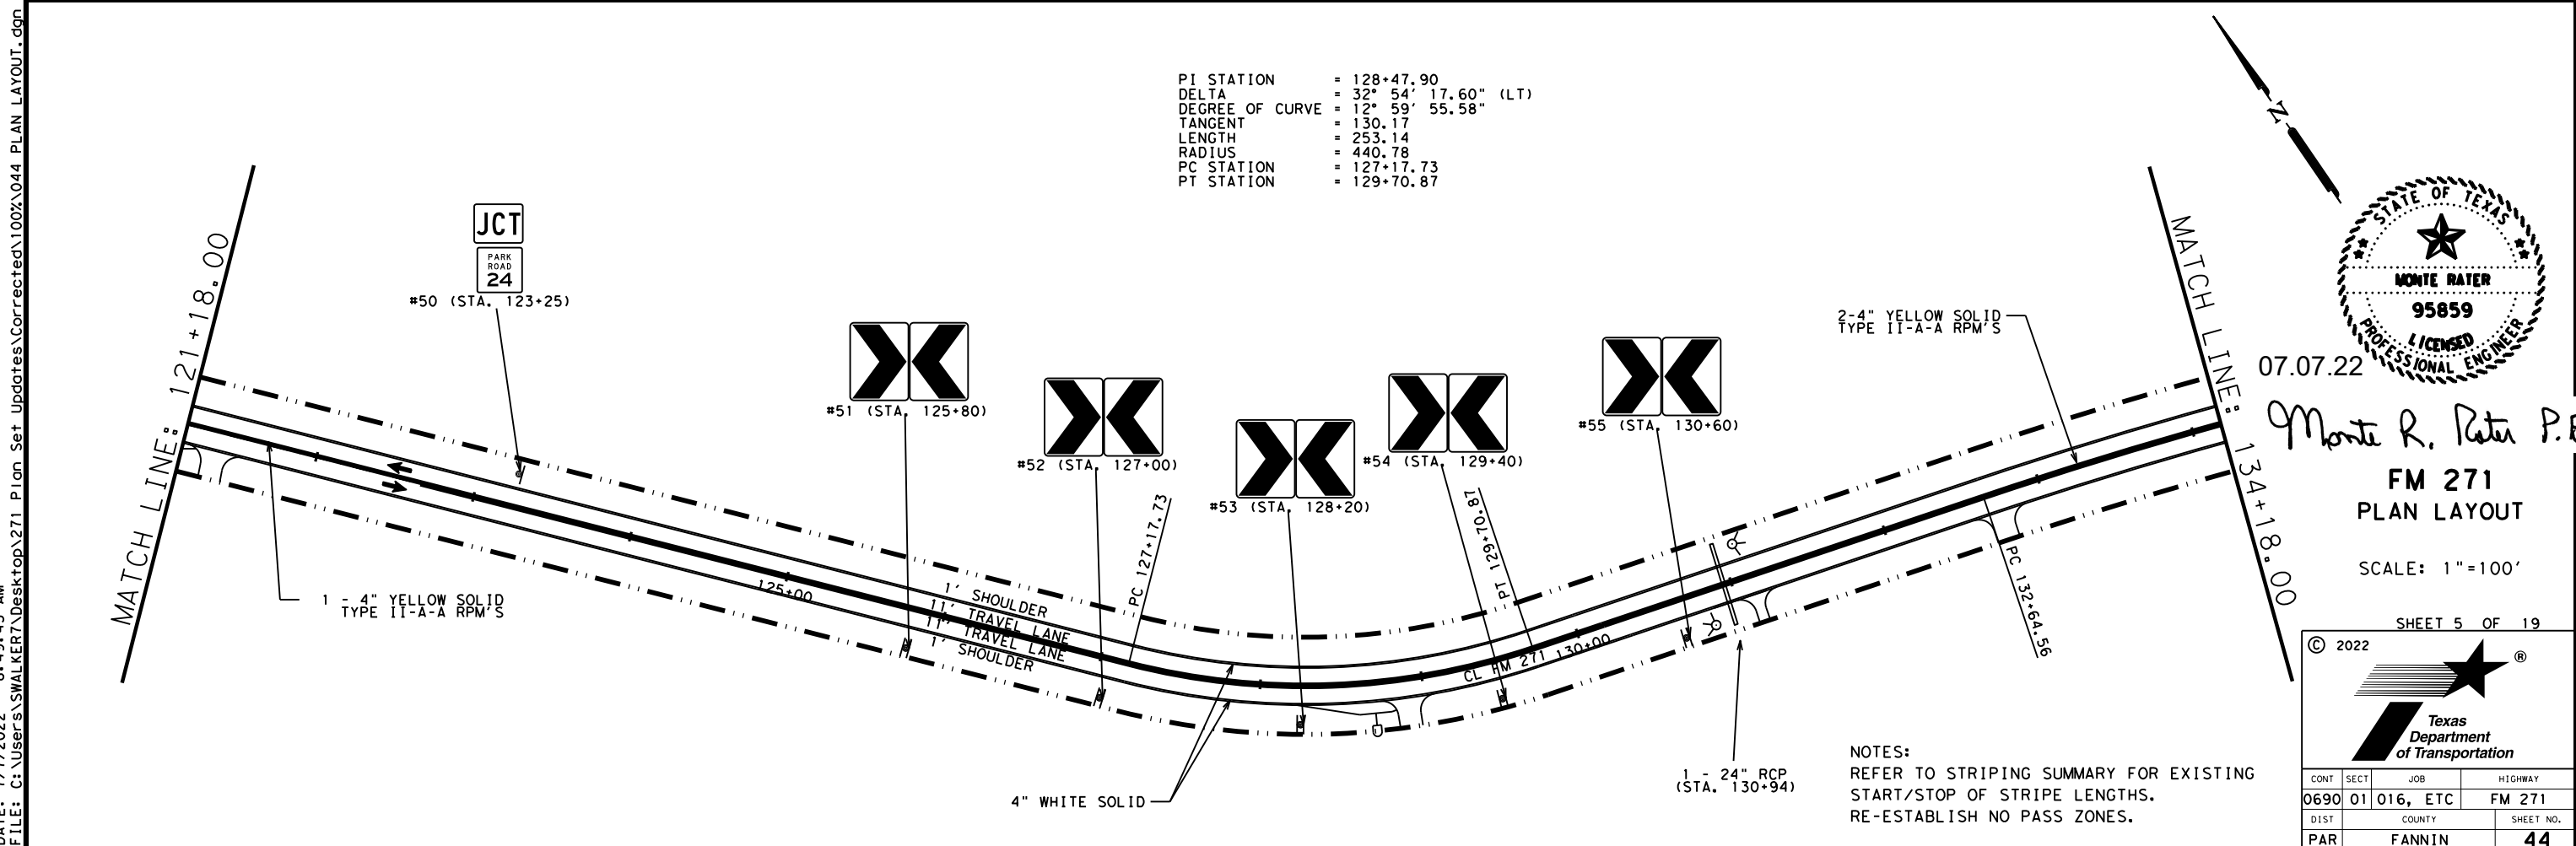 FILE: C:\Users\SWALKER7\Desktop\271 Plan Set Updates\Corrected\100%\044 PLAN LAYOUT.dgn
PI STATION = 128+47.90
DELTA = 32° 54' 17.60" (LT)
DEGREE OF CURVE = 12° 59' 55.58"
TANGENT = 130.17
LENGTH = 253.14
RADIUS = 440.78
PC STATION = 127+17.73
PT STATION = 129+70.87
MATCH LINE: 121+18.00
JCT
PARK
ROAD
24
#50 (STA. 123+25)
#51 (STA. 125+80)
#52 (STA. 127+00)
#53 (STA. 128+20)
#54 (STA. 129+40)
#55 (STA. 130+60)
2-4" YELLOW SOLID
TYPE II-A-A RPM'S
1 - 4" YELLOW SOLID
TYPE II-A-A RPM'S
125+00
1' SHOULDER
11' TRAVEL LANE
11' TRAVEL LANE
1' SHOULDER
PC 127+17.73
PT 129+70.87
CL FM 271 130+00
PC 132+64.56
4" WHITE SOLID
1 - 24" RCP
(STA. 130+94)
MATCH LINE: 134+18.00
N
NOTES:
REFER TO STRIPING SUMMARY FOR EXISTING
START/STOP OF STRIPE LENGTHS.
RE-ESTABLISH NO PASS ZONES.
STATE OF TEXAS
MONTE RATER
95859
LICENSED
PROFESSIONAL ENGINEER
07.07.22
Monte R. Rater P.E
FM 271
PLAN LAYOUT
SCALE: 1"=100'
SHEET 5 OF 19
© 2022
®
Texas
Department
of Transportation
CONT SECT JOB HIGHWAY
0690 01 016, ETC FM 271
DIST COUNTY SHEET NO.
PAR FANNIN 44